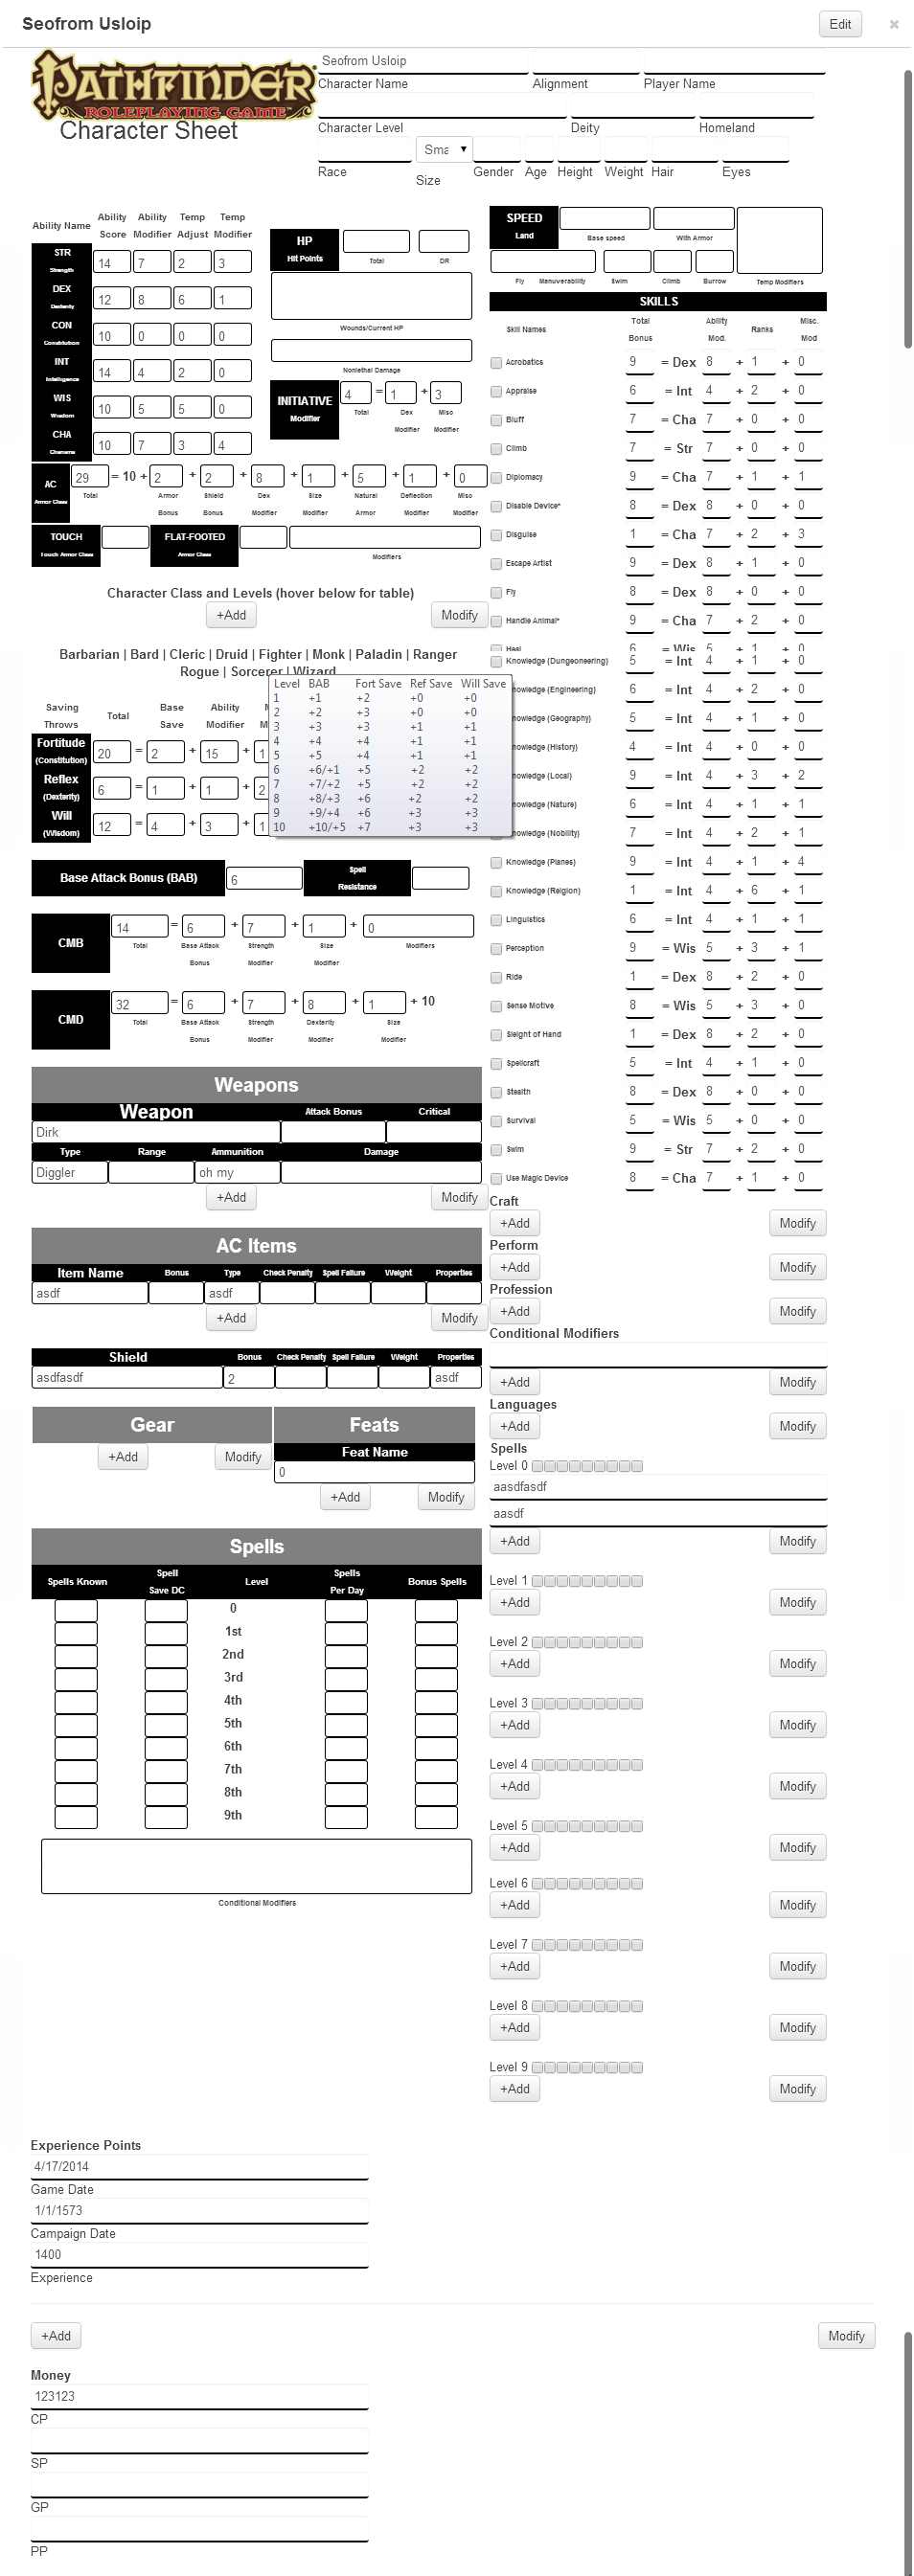 Seofrom Usloip Edit ×
PATHFINDER
ROLEPLAYING GAME
Character Sheet
Seofrom Usloip
Character Name Alignment Player Name
Character Level Deity Homeland
Sma
Race Size Gender Age Height Weight Hair Eyes
Ability Name Ability Score Ability Modifier Temp Adjust Temp Modifier
STR Strength 14 7 2 3
DEX Dexterity 12 8 6 1
CON Constitution 10 0 0 0
INT Intelligence 14 4 2 0
WIS Wisdom 10 5 5 0
CHA Charisma 10 7 3 4
HP Hit Points
Total DR
Wounds/Current HP
Nonlethal Damage
INITIATIVE Modifier 4 = 1 + 3
Total Dex Modifier Misc Modifier
AC Armor Class 29 = 10 + 2 + 2 + 8 + 1 + 5 + 1 + 0
Total Armor Bonus Shield Bonus Dex Modifier Size Modifier Natural Armor Deflection Modifier Misc Modifier
TOUCH Touch Armor Class FLAT-FOOTED Armor Class
Modifiers
Character Class and Levels (hover below for table)
+Add Modify
Barbarian | Bard | Cleric | Druid | Fighter | Monk | Paladin | Ranger
Rogue | Sorcerer | Wizard
Level BAB Fort Save Ref Save Will Save
1 +1 +2 +0 +0
2 +2 +3 +0 +0
3 +3 +3 +1 +1
4 +4 +4 +1 +1
5 +5 +4 +1 +1
6 +6/+1 +5 +2 +2
7 +7/+2 +5 +2 +2
8 +8/+3 +6 +2 +2
9 +9/+4 +6 +3 +3
10 +10/+5 +7 +3 +3
Saving Throws Total Base Save Ability Modifier
Fortitude (Constitution) 20 = 2 + 15 + 1
Reflex (Dexterity) 6 = 1 + 1 + 2
Will (Wisdom) 12 = 4 + 3 + 1
Base Attack Bonus (BAB) 6 Spell Resistance
CMB 14 = 6 + 7 + 1 + 0
Total Base Attack Bonus Strength Modifier Size Modifier Modifiers
CMD 32 = 6 + 7 + 8 + 1 + 10
Total Base Attack Bonus Strength Modifier Dexterity Modifier Size Modifier
Weapons
Weapon Attack Bonus Critical
Dirk
Type Range Ammunition Damage
Diggler oh my
+Add Modify
AC Items
Item Name Bonus Type Check Penalty Spell Failure Weight Properties
asdf asdf
+Add Modify
Shield Bonus Check Penalty Spell Failure Weight Properties
asdfasdf 2 asdf
Gear
+Add Modify
Feats
Feat Name
0
+Add Modify
Spells
Spells Known Spell Save DC Level Spells Per Day Bonus Spells
0
1st
2nd
3rd
4th
5th
6th
7th
8th
9th
Conditional Modifiers
SPEED Land
Base speed With Armor
Fly Manuverability Swim Climb Burrow Temp Modifiers
SKILLS
Skill Names Total Bonus Ability Mod. Ranks Misc. Mod
Acrobatics 9 = Dex 8 + 1 + 0
Appraise 6 = Int 4 + 2 + 0
Bluff 7 = Cha 7 + 0 + 0
Climb 7 = Str 7 + 0 + 0
Diplomacy 9 = Cha 7 + 1 + 1
Disable Device* 8 = Dex 8 + 0 + 0
Disguise 1 = Cha 7 + 2 + 3
Escape Artist 9 = Dex 8 + 1 + 0
Fly 8 = Dex 8 + 0 + 0
Handle Animal* 9 = Cha 7 + 2 + 0
Heal 6 = Wis 5 + 1 + 0
Knowledge (Dungeoneering) 5 = Int 4 + 1 + 0
nowledge (Engineering) 6 = Int 4 + 2 + 0
nowledge (Geography) 5 = Int 4 + 1 + 0
nowledge (History) 4 = Int 4 + 0 + 0
nowledge (Local) 9 = Int 4 + 3 + 2
nowledge (Nature) 6 = Int 4 + 1 + 1
nowledge (Nobility) 7 = Int 4 + 2 + 1
Knowledge (Planes) 9 = Int 4 + 1 + 4
Knowledge (Religion) 1 = Int 4 + 6 + 1
Linguistics 6 = Int 4 + 1 + 1
Perception 9 = Wis 5 + 3 + 1
Ride 1 = Dex 8 + 2 + 0
Sense Motive 8 = Wis 5 + 3 + 0
Sleight of Hand 1 = Dex 8 + 2 + 0
Spellcraft 5 = Int 4 + 1 + 0
Stealth 8 = Dex 8 + 0 + 0
Survival 5 = Wis 5 + 0 + 0
Swim 9 = Str 7 + 2 + 0
Use Magic Device 8 = Cha 7 + 1 + 0
Craft
+Add Modify
Perform
+Add Modify
Profession
+Add Modify
Conditional Modifiers
+Add Modify
Languages
+Add Modify
Spells
Level 0
aasdfasdf
aasdf
+Add Modify
Level 1
+Add Modify
Level 2
+Add Modify
Level 3
+Add Modify
Level 4
+Add Modify
Level 5
+Add Modify
Level 6
+Add Modify
Level 7
+Add Modify
Level 8
+Add Modify
Level 9
+Add Modify
Experience Points
4/17/2014
Game Date
1/1/1573
Campaign Date
1400
Experience
+Add Modify
Money
123123
CP
SP
GP
PP